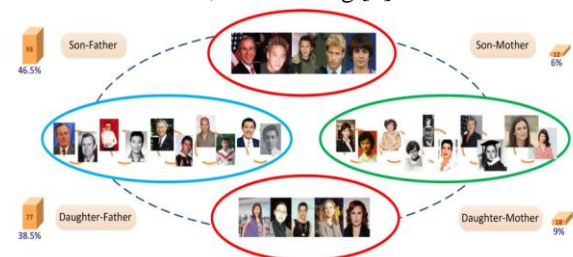 93
Son-Father
46.5%
Son-Mother
12
6%
77
Daughter-Father
38.5%
Daughter-Mother
18
9%